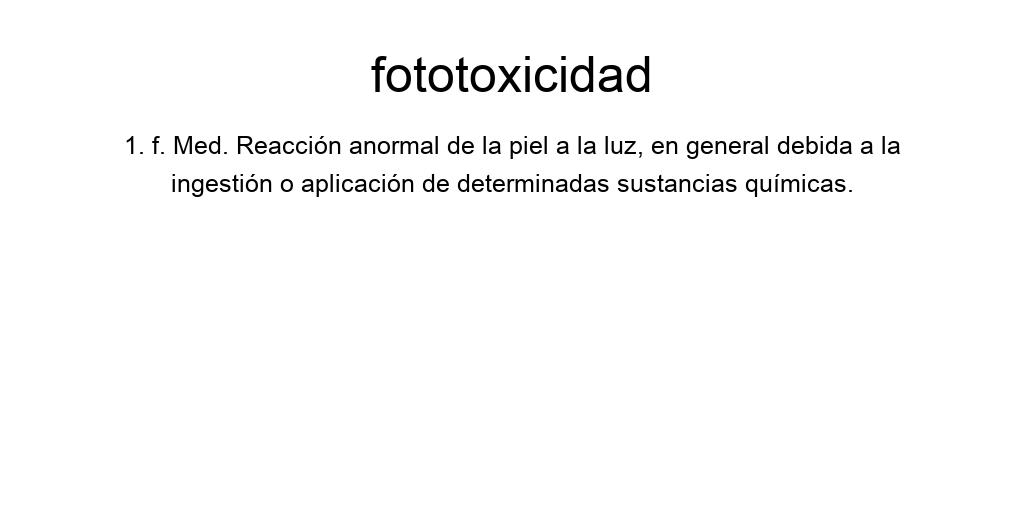 fototoxicidad
1. f. Med. Reacción anormal de la piel a la luz, en general debida a la
ingestión o aplicación de determinadas sustancias químicas.